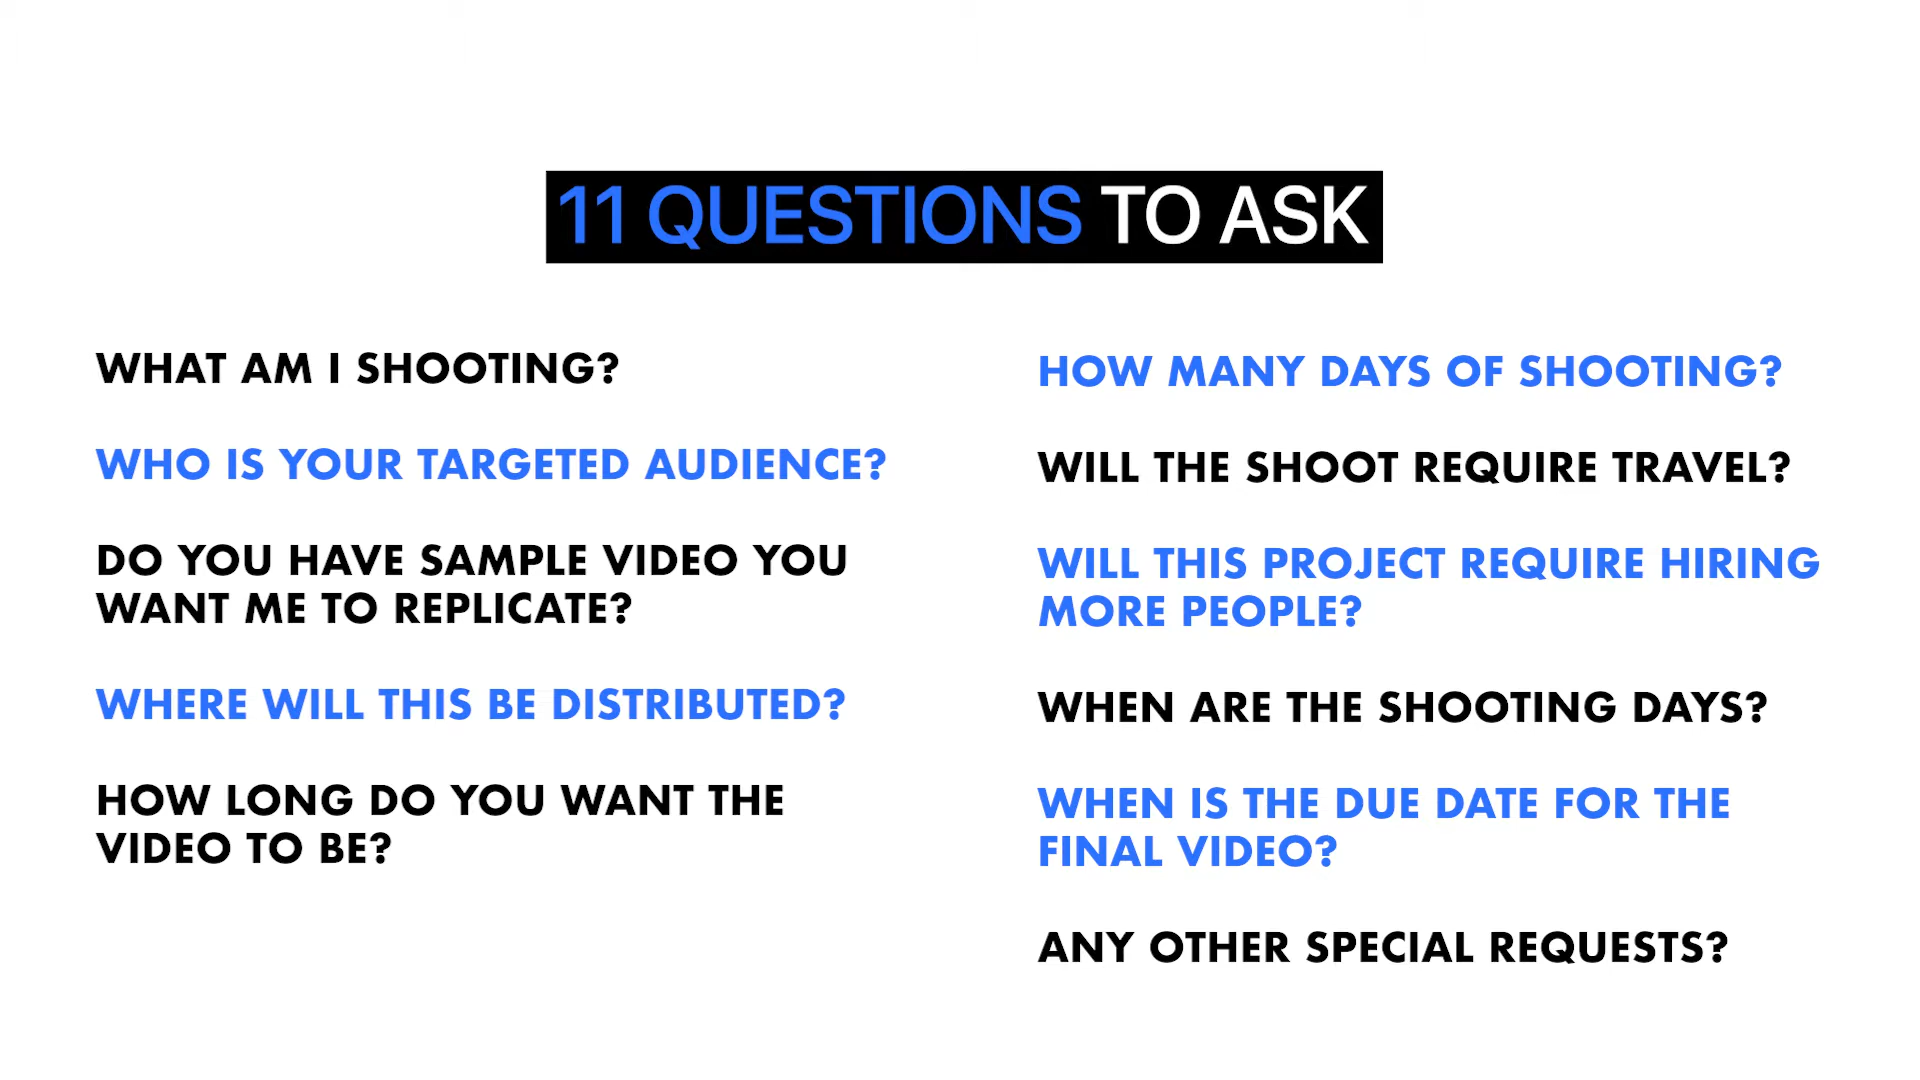 11 QUESTIONS TO ASK
WHAT AM I SHOOTING?
WHO IS YOUR TARGETED AUDIENCE?
DO YOU HAVE SAMPLE VIDEO YOU
WANT ME TO REPLICATE?
WHERE WILL THIS BE DISTRIBUTED?
HOW LONG DO YOU WANT THE
VIDEO TO BE?
HOW MANY DAYS OF SHOOTING?
WILL THE SHOOT REQUIRE TRAVEL?
WILL THIS PROJECT REQUIRE HIRING
MORE PEOPLE?
WHEN ARE THE SHOOTING DAYS?
WHEN IS THE DUE DATE FOR THE
FINAL VIDEO?
ANY OTHER SPECIAL REQUESTS?